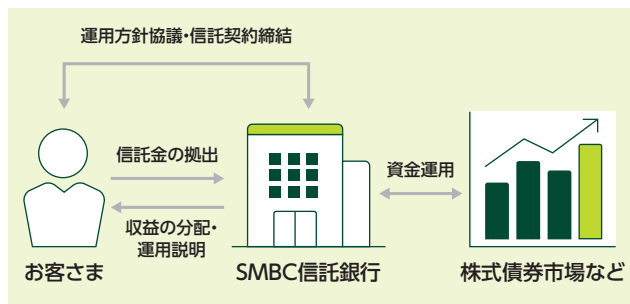 運用方針協議・信託契約締結
信託金の拠出
資金運用
収益の分配・
運用説明
お客さま
SMBC信託銀行
株式債券市場など